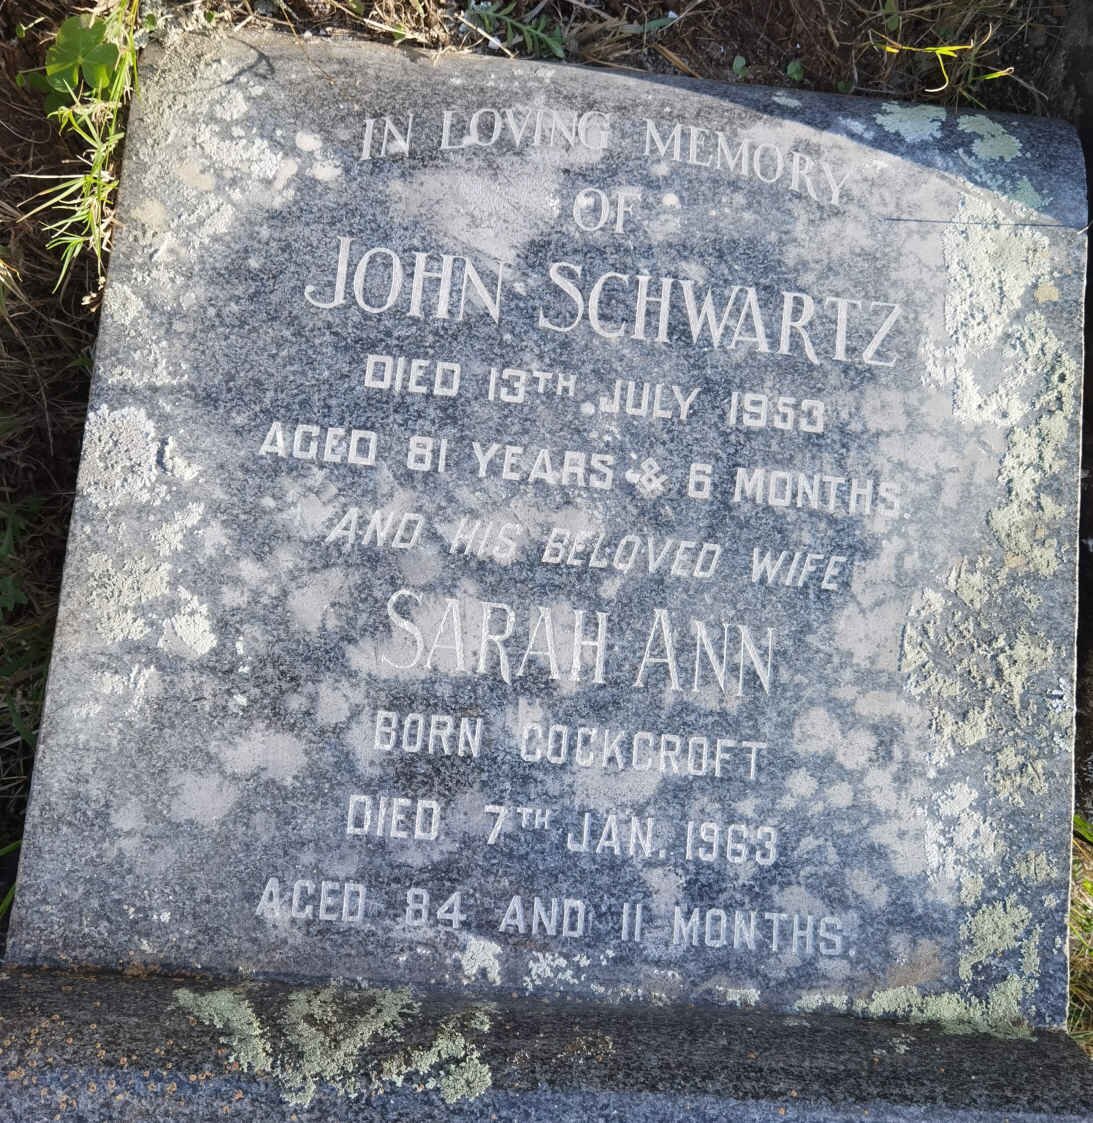 IN LOVING MEMORY
OF
JOHN SCHWARTZ
DIED 13TH JULY 1953
AGED 81 YEARS & 6 MONTHS.
AND HIS BELOVED WIFE
SARAH ANN
BORN COCKCROFT
DIED 7TH JAN. 1963
AGED 84 AND 11 MONTHS.